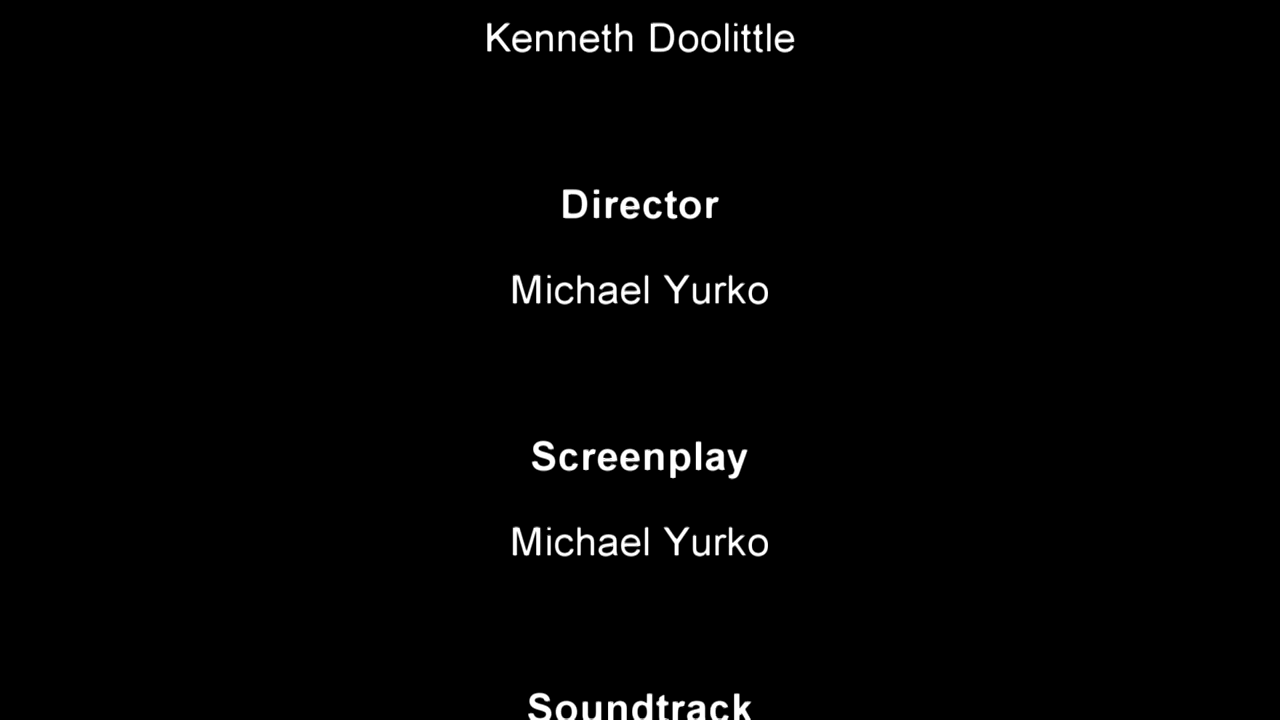 Kenneth Doolittle
Director
Michael Yurko
Screenplay
Michael Yurko
Soundtrack